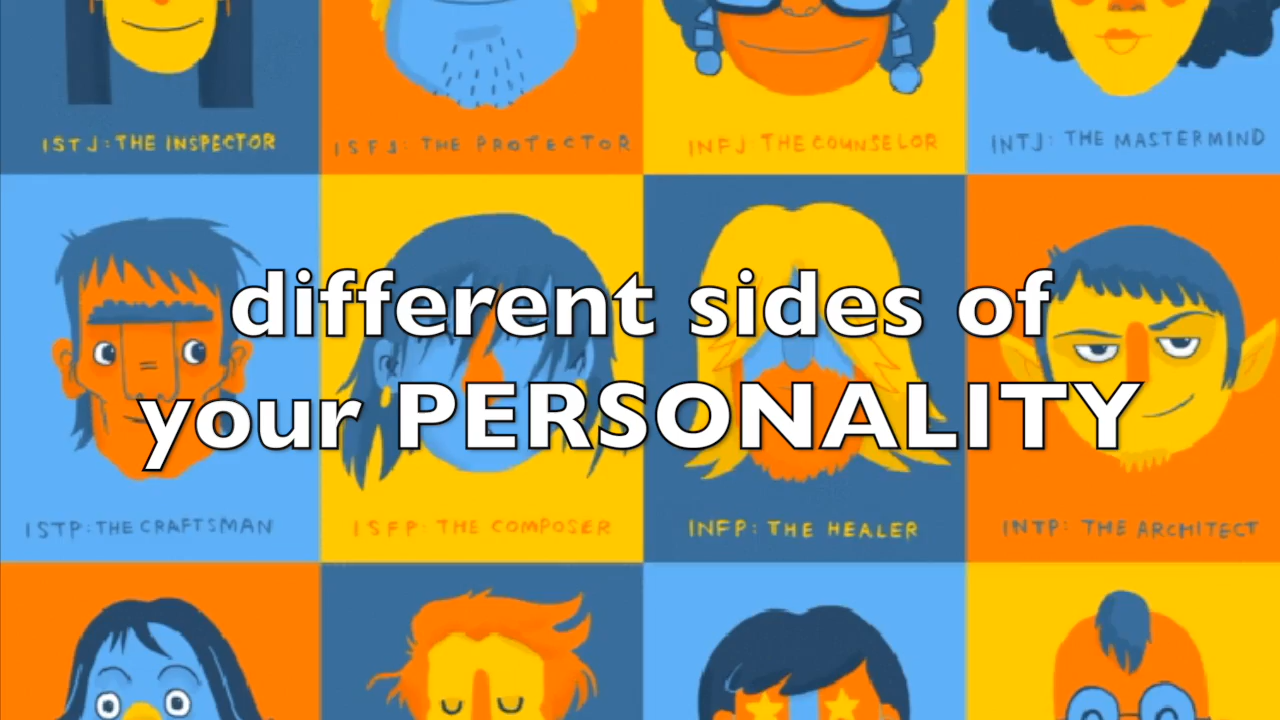 ISTJ: THE INSPECTOR
ISFJ: THE PROTECTOR
INFJ THE COUNSELOR
INTJ: THE MASTERMIND
different sides of
your PERSONALITY
ISTP: THE CRAFTSMAN
ISFP: THE COMPOSER
INFP: THE HEALER
INTP: THE ARCHITECT